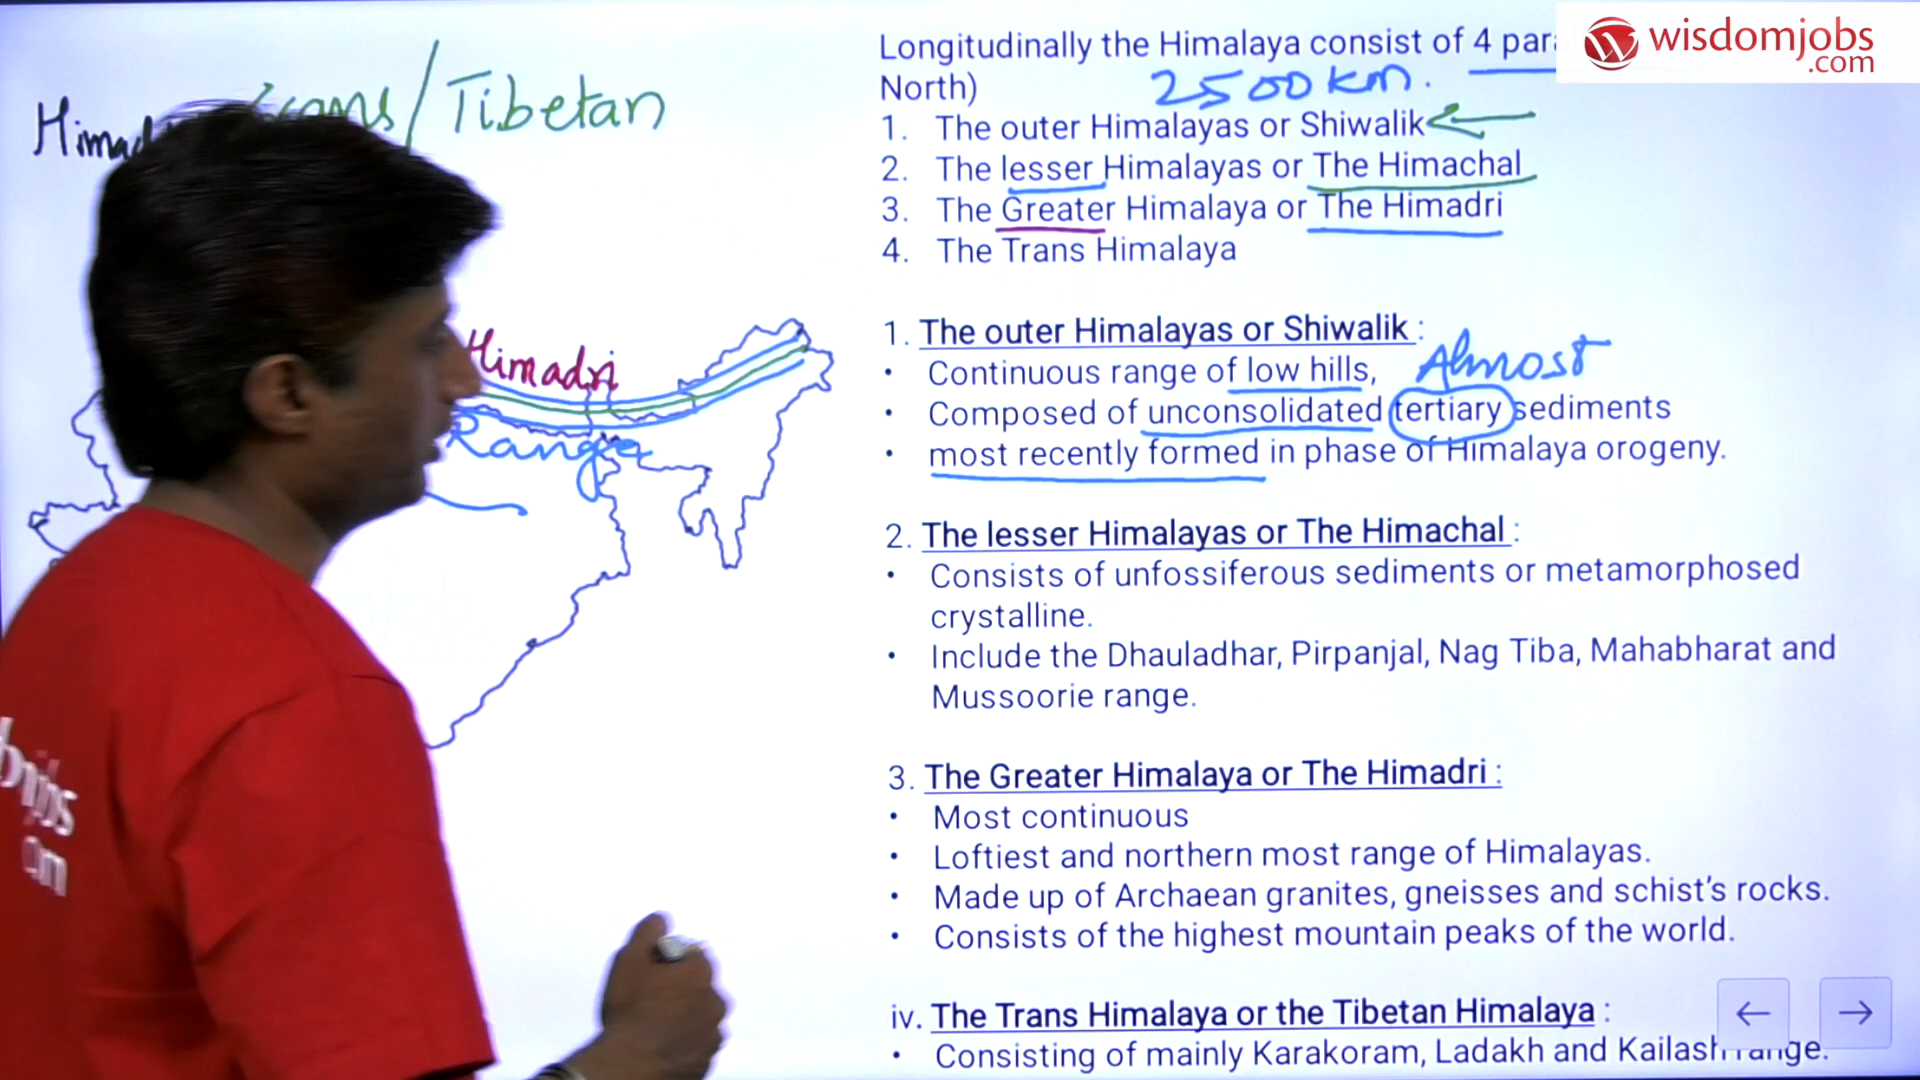 wisdomjobs
.com
Longitudinally the Himalaya consist of 4
North)
2500 km.
1. The outer Himalayas or Shiwalik
2. The lesser Himalayas or The Himachal
3. The Greater Himalaya or The Himadri
4. The Trans Himalaya
Trans/Tibetan
Himadri
Range
1. The outer Himalayas or Shiwalik :
• Continuous range of low hills,
Almost
• Composed of unconsolidated tertiary sediments
• most recently formed in phase of Himalaya orogeny.
2. The lesser Himalayas or The Himachal :
• Consists of unfossiferous sediments or metamorphosed
crystalline.
• Include the Dhauladhar, Pirpanjal, Nag Tiba, Mahabharat and
Mussoorie range.
3. The Greater Himalaya or The Himadri :
• Most continuous
• Loftiest and northern most range of Himalayas.
• Made up of Archaean granites, gneisses and schist's rocks.
• Consists of the highest mountain peaks of the world.
iv. The Trans Himalaya or the Tibetan Himalaya :
• Consisting of mainly Karakoram, Ladakh and Kailash range.